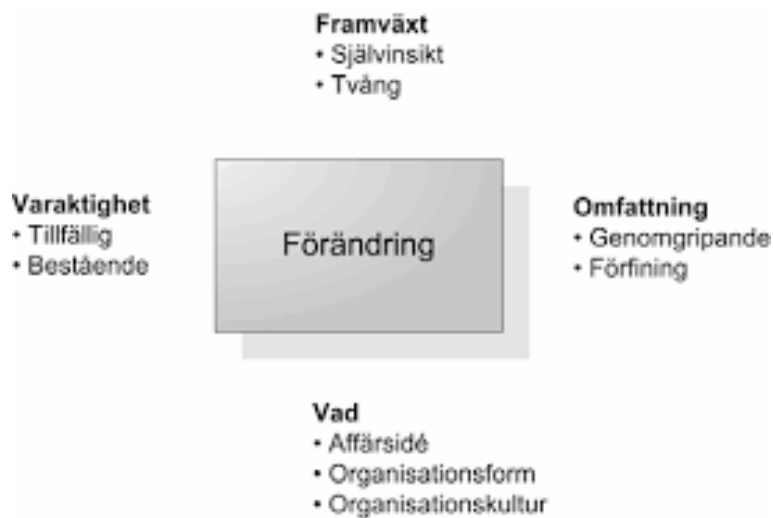 Framväxt
• Självinsikt
• Tvång
Varaktighet
• Tillfällig
• Bestående
Förändring
Omfattning
• Genomgripande
• Förfining
Vad
• Affärsidé
• Organisationsform
• Organisationskultur